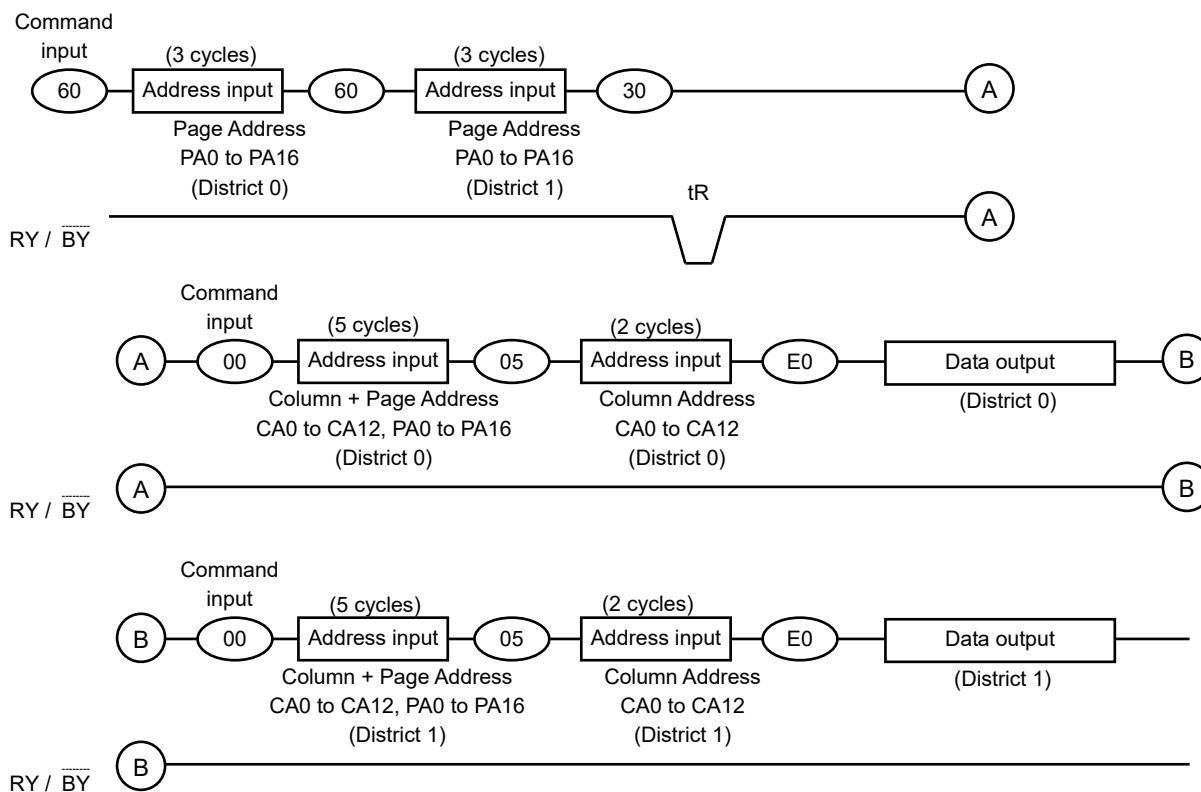 Command
input
(3 cycles)
(3 cycles)
60
Address input
60
Address input
30
A
Page Address
PA0 to PA16
(District 0)
Page Address
PA0 to PA16
(District 1)
tR
RY / BY
A
Command
input
(5 cycles)
(2 cycles)
A
00
Address input
05
Address input
E0
Data output
B
Column + Page Address
CA0 to CA12, PA0 to PA16
(District 0)
Column Address
CA0 to CA12
(District 0)
(District 0)
RY / BY
A
B
Command
input
(5 cycles)
(2 cycles)
B
00
Address input
05
Address input
E0
Data output
Column + Page Address
CA0 to CA12, PA0 to PA16
(District 1)
Column Address
CA0 to CA12
(District 1)
(District 1)
RY / BY
B